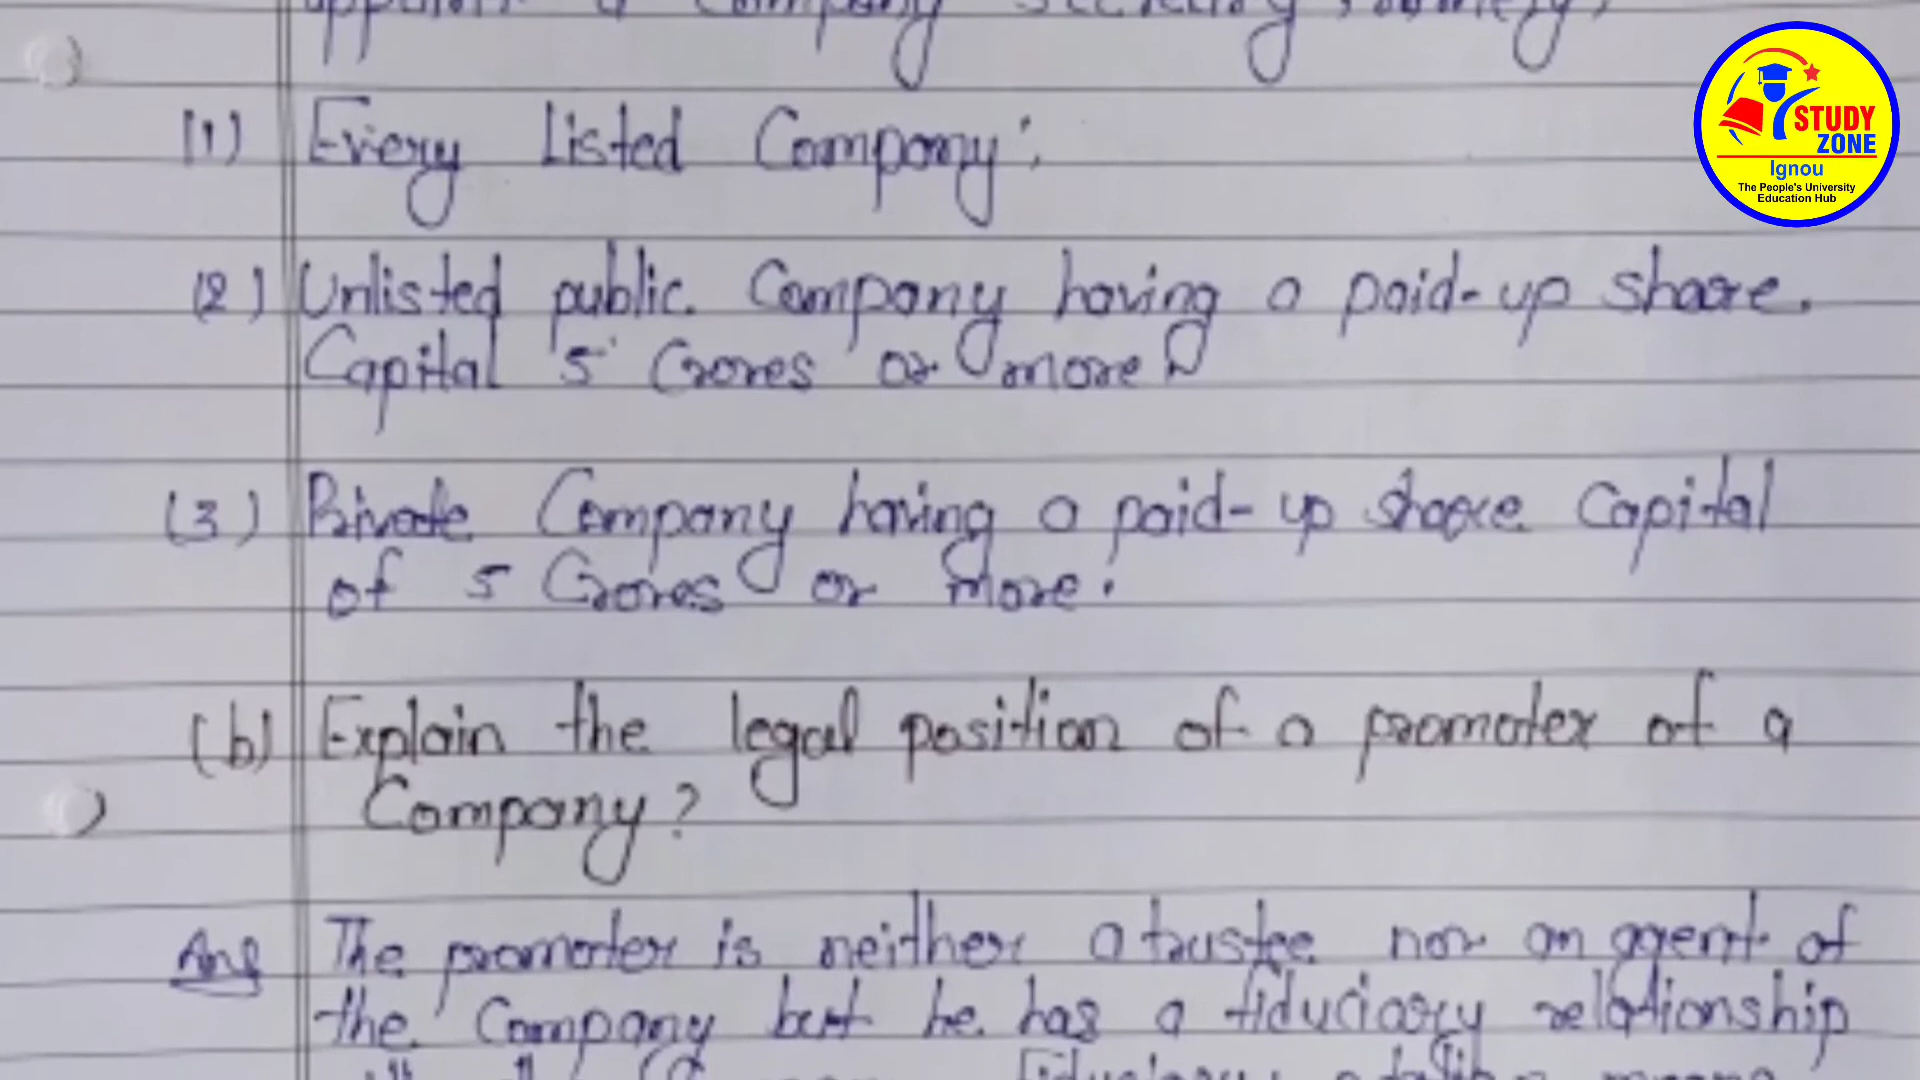 appoint a Company Secretary
(1) Every Listed Company:
(2) Unlisted public. Company having a paid-up share.
Capital 5 Crores or more
(3) Private Company having a paid-up share Capital
of 5 Crores or more.
(b) Explain the legal position of a promoter of a
Company?
Ans The promoter is neither a trustee nor an agent of
the Company but he has a fiduciary relationship
STUDY
ZONE
Ignou
The People's University
Education Hub